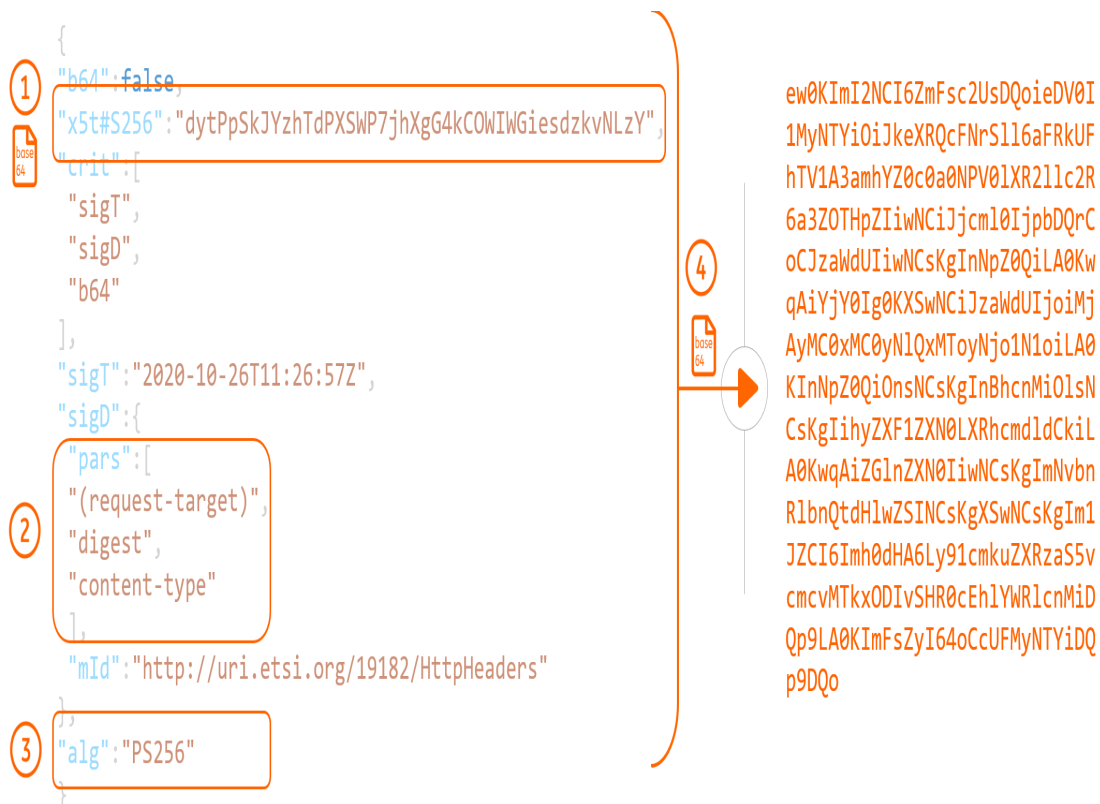 {
1
"b64":false,
"x5t#S256":"dytPpSkJYzhTdPXSWP7jhXgG4kCOWIWGiesdzkvNLzY",
base
64
"crit":[
"sigT",
"sigD",
"b64"
],
"sigT":"2020-10-26T11:26:57Z",
"sigD":{
2
"pars":[
"(request-target)",
"digest",
"content-type"
],
"mId":"http://uri.etsi.org/19182/HttpHeaders"
},
3
"alg":"PS256"
}
4
base
64
ew0KImI2NCI6ZmFsc2UsDQoieDV0I
1MyNTYiOiJkeXRQcFNrSll6aFRkUF
hTV1A3amhYZ0c0a0NPV0lXR2llc2R
6a3ZOTHpZIiwNCiJjcml0IjpbDQrC
oCJzaWdUIiwNCsKgInNpZ0QiLA0Kw
qAiYjY0Ig0KXSwNCiJzaWdUIjoiMj
AyMC0xMC0yNlQxMToyNjo1N1oiLA0
KInNpZ0QiOnsNCsKgInBhcnMiOlsN
CsKgIihyZXF1ZXN0LXRhcmdldCkiL
A0KwqAiZGlnZXN0IiwNCsKgImNvbn
RlbnQtdHlwZSINCsKgXSwNCsKgIm1
JZCI6Imh0dHA6Ly91cmkuZXRzaS5v
cmcvMTkxODIvSHR0cEhlYWRlcnMiD
Qp9LA0KImFsZyI64oCcUFMyNTYiDQ
p9DQo